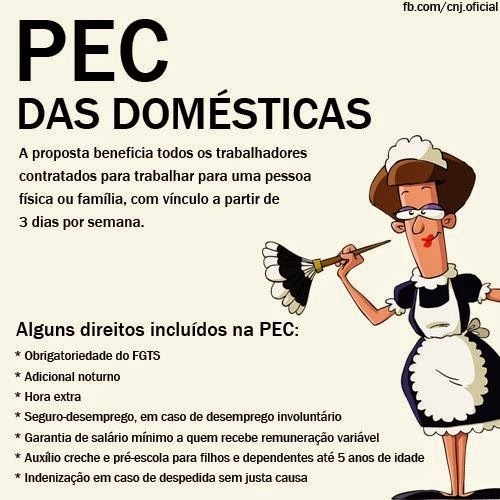 fb.com/cnj.oficial
PEC
DAS DOMÉSTICAS
A proposta beneficia todos os trabalhadores
contratados para trabalhar para uma pessoa
física ou família, com vínculo a partir de
3 dias por semana.
Alguns direitos incluídos na PEC:
* Obrigatoriedade do FGTS
* Adicional noturno
* Hora extra
* Seguro-desemprego, em caso de desemprego involuntário
* Garantia de salário mínimo a quem recebe remuneração variável
* Auxílio creche e pré-escola para filhos e dependentes até 5 anos de idade
* Indenização em caso de despedida sem justa causa